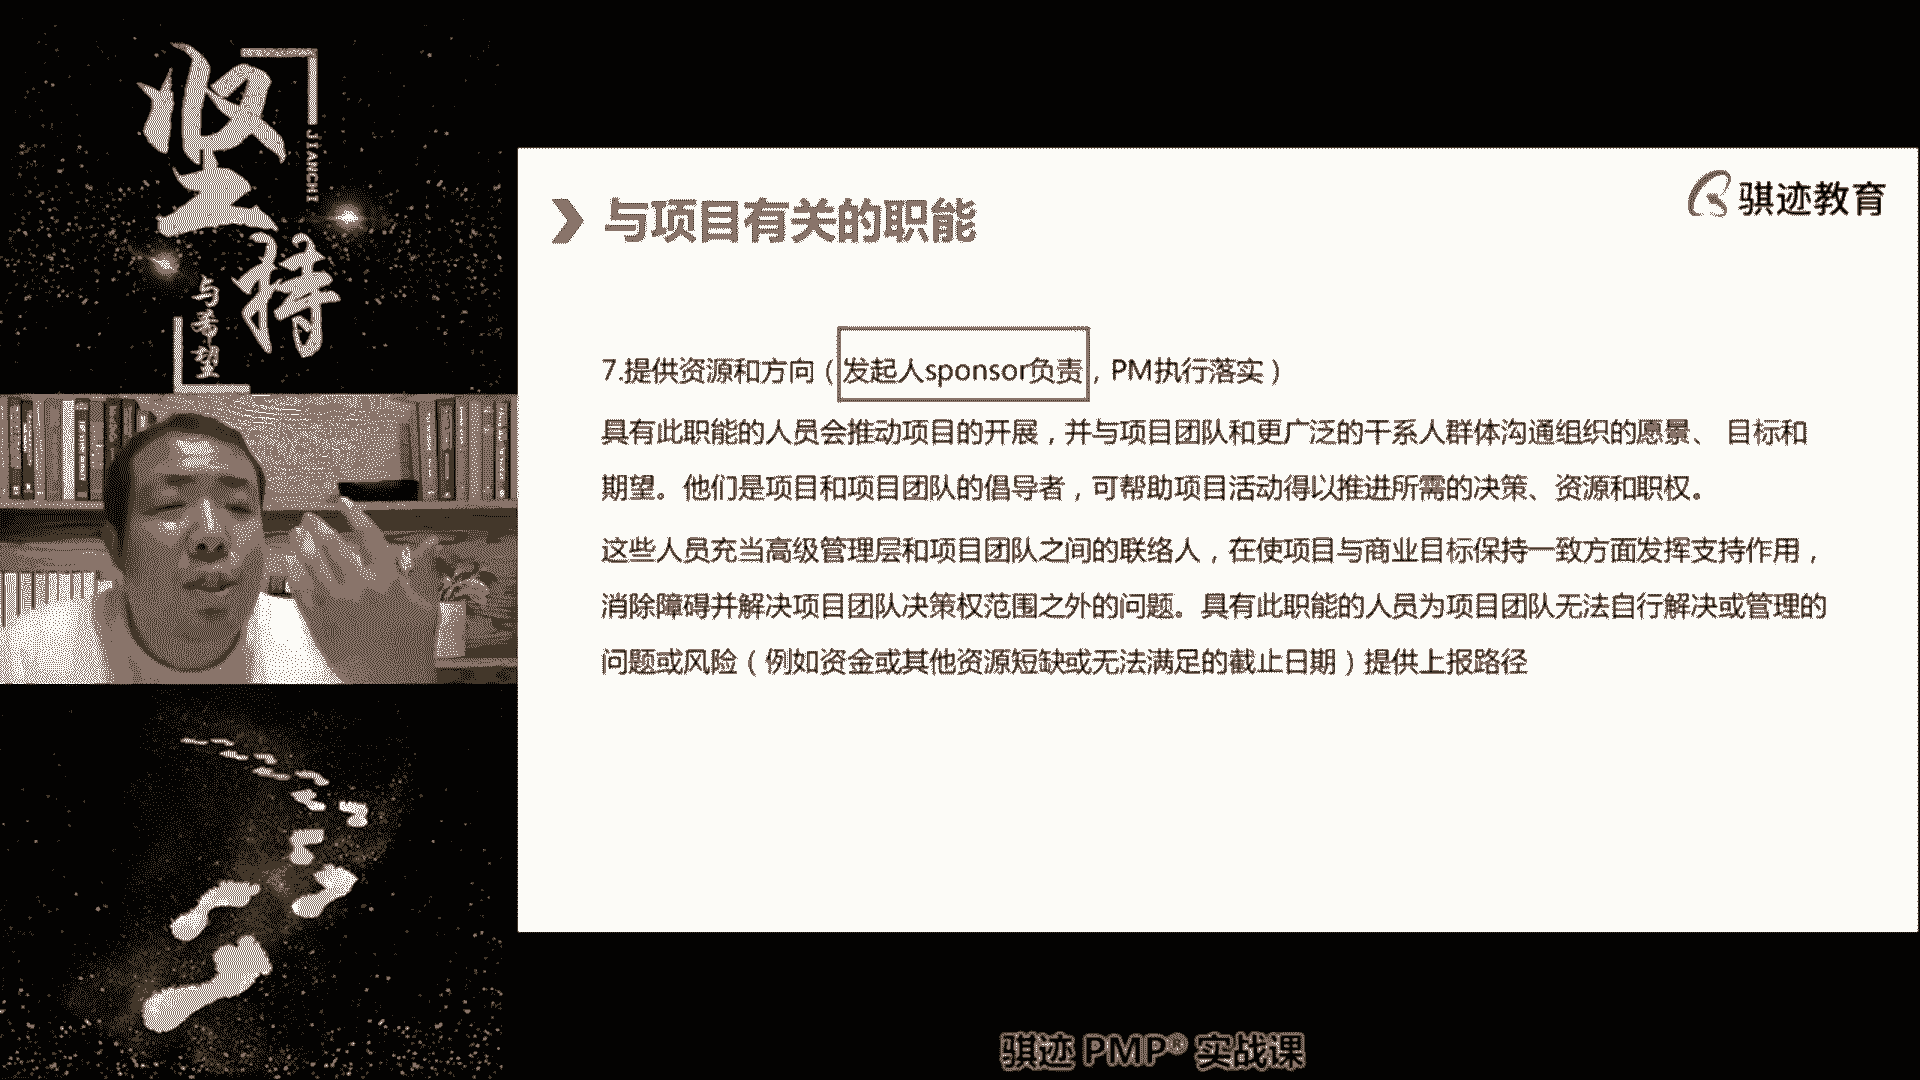 坚持
JIANCHI
与希望
与项目有关的职能
骐迹教育
7.提供资源和方向（发起人sponsor负责，PM执行落实）
具有此职能的人员会推动项目的开展，并与项目团队和更广泛的干系人群体沟通组织的愿景、 目标和
期望。他们是项目和项目团队的倡导者，可帮助项目活动得以推进所需的决策、资源和职权。
这些人员充当高级管理层和项目团队之间的联络人，在使项目与商业目标保持一致方面发挥支持作用，
消除障碍并解决项目团队决策权范围之外的问题。具有此职能的人员为项目团队无法自行解决或管理的
问题或风险（例如资金或其他资源短缺或无法满足的截止日期）提供上报路径
骐迹 PMP® 实战课